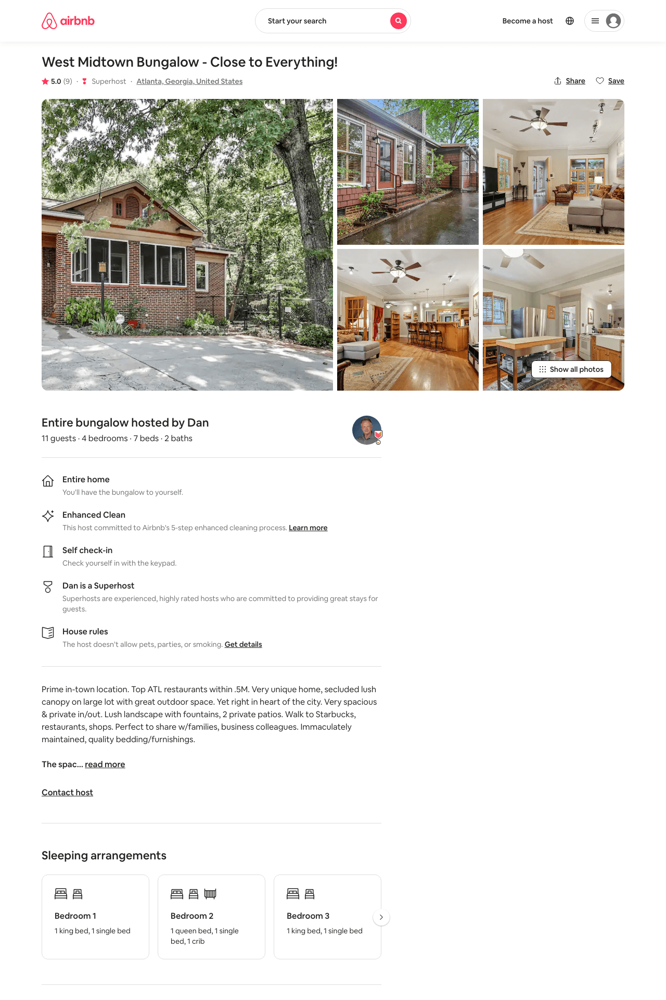 airbnb
Start your search
Become a host
West Midtown Bungalow - Close to Everything!
5.0 (9) · Superhost · Atlanta, Georgia, United States
Share
Save
Show all photos
Entire bungalow hosted by Dan
11 guests · 4 bedrooms · 7 beds · 2 baths
Entire home
You’ll have the bungalow to yourself.
Enhanced Clean
This host committed to Airbnb's 5-step enhanced cleaning process. Learn more
Self check-in
Check yourself in with the keypad.
Dan is a Superhost
Superhosts are experienced, highly rated hosts who are committed to providing great stays for
guests.
House rules
The host doesn’t allow pets, parties, or smoking. Get details
Prime in-town location. Top ATL restaurants within .5M. Very unique home, secluded lush
canopy on large lot with great outdoor space. Yet right in heart of the city. Very spacious
& private in/out. Lush landscape with fountains, 2 private patios. Walk to Starbucks,
restaurants, shops. Perfect to share w/families, business colleagues. Immaculately
maintained, quality bedding/furnishings.
The spac... read more
Contact host
Sleeping arrangements
Bedroom 1
1 king bed, 1 single bed
Bedroom 2
1 queen bed, 1 single
bed, 1 crib
Bedroom 3
1 king bed, 1 single bed